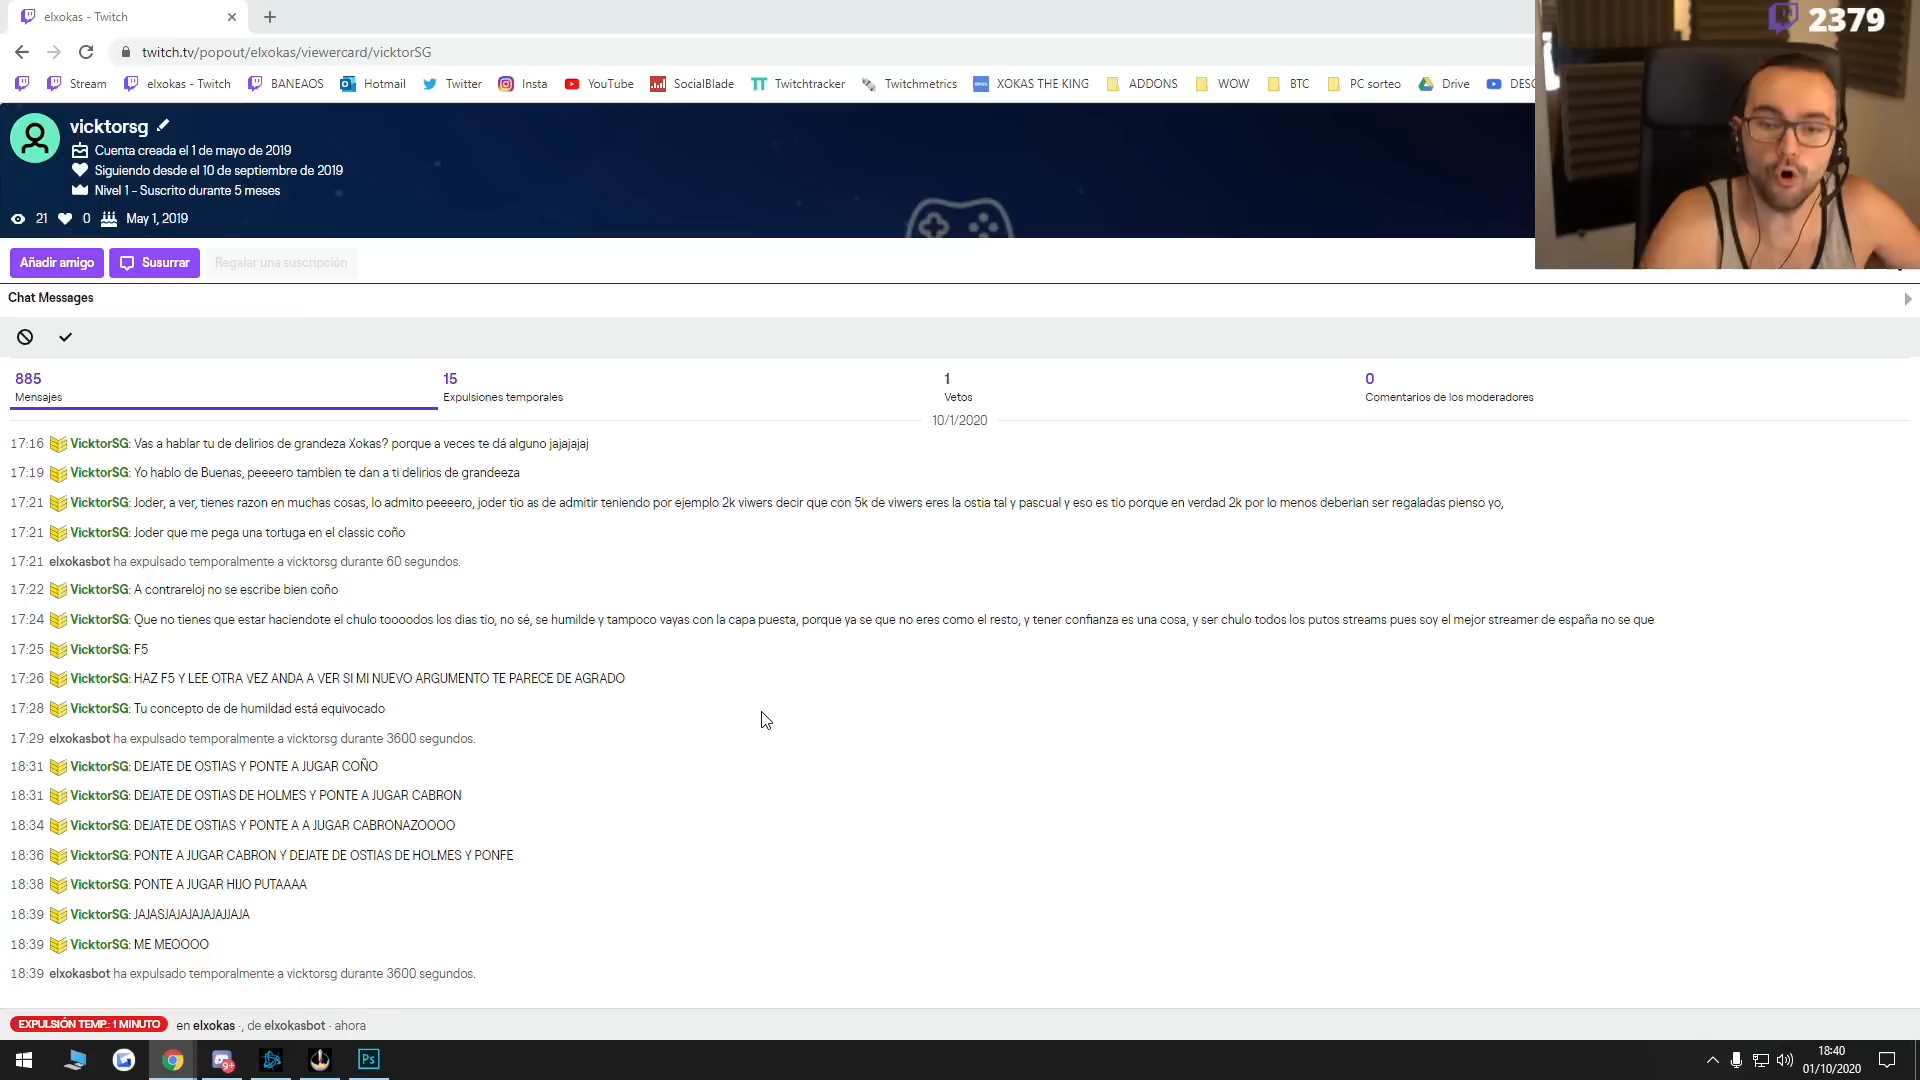 elxokas - Twitch
2379
twitch.tv/popout/elxokas/viewercard/vicktorSG
Stream elxokas - Twitch BANEAOS Hotmail Twitter Insta YouTube SocialBlade Twitchtracker Twitchmetrics XOKAS THE KING ADDONS WOW BTC PC sorteo Drive DESC
vicktorsg
Cuenta creada el 1 de mayo de 2019
Siguiendo desde el 10 de septiembre de 2019
Nivel 1 - Suscrito durante 5 meses
21 0 May 1, 2019
Añadir amigo Susurrar Regalar una suscripción
Chat Messages
885 15 1 0
Mensajes Expulsiones temporales Vetos Comentarios de los moderadores
10/1/2020
17:16 VicktorSG: Vas a hablar tu de delirios de grandeza Xokas? porque a veces te dá alguno jajajajaj
17:19 VicktorSG: Yo hablo de Buenas, peeeero tambien te dan a ti delirios de grandeeza
17:21 VicktorSG: Joder, a ver, tienes razon en muchas cosas, lo admito peeeero, joder tio as de admitir teniendo por ejemplo 2k viwers decir que con 5k de viwers eres la ostia tal y pascual y eso es tio porque en verdad 2k por lo menos deberian ser regaladas pienso yo,
17:21 VicktorSG: Joder que me pega una tortuga en el classic coño
17:21 elxokasbot ha expulsado temporalmente a vicktorsg durante 60 segundos.
17:22 VicktorSG: A contrareloj no se escribe bien coño
17:24 VicktorSG: Que no tienes que estar haciendote el chulo toooodos los dias tio, no sé, se humilde y tampoco vayas con la capa puesta, porque ya se que no eres como el resto, y tener confianza es una cosa, y ser chulo todos los putos streams pues soy el mejor streamer de españa no se que
17:25 VicktorSG: F5
17:26 VicktorSG: HAZ F5 Y LEE OTRA VEZ ANDA A VER SI MI NUEVO ARGUMENTO TE PARECE DE AGRADO
17:28 VicktorSG: Tu concepto de de humildad está equivocado
17:29 elxokasbot ha expulsado temporalmente a vicktorsg durante 3600 segundos.
18:31 VicktorSG: DEJATE DE OSTIAS Y PONTE A JUGAR COÑO
18:31 VicktorSG: DEJATE DE OSTIAS DE HOLMES Y PONTE A JUGAR CABRON
18:34 VicktorSG: DEJATE DE OSTIAS Y PONTE A A JUGAR CABRONAZOOOO
18:36 VicktorSG: PONTE A JUGAR CABRON Y DEJATE DE OSTIAS DE HOLMES Y PONFE
18:38 VicktorSG: PONTE A JUGAR HIJO PUTAAAA
18:39 VicktorSG: JAJASJAJAJAJAJAJJAJA
18:39 VicktorSG: ME MEOOOO
18:39 elxokasbot ha expulsado temporalmente a vicktorsg durante 3600 segundos.
EXPULSIÓN TEMP.: 1 MINUTO en elxokas ·, de elxokasbot · ahora
9+ Ps
18:40
01/10/2020